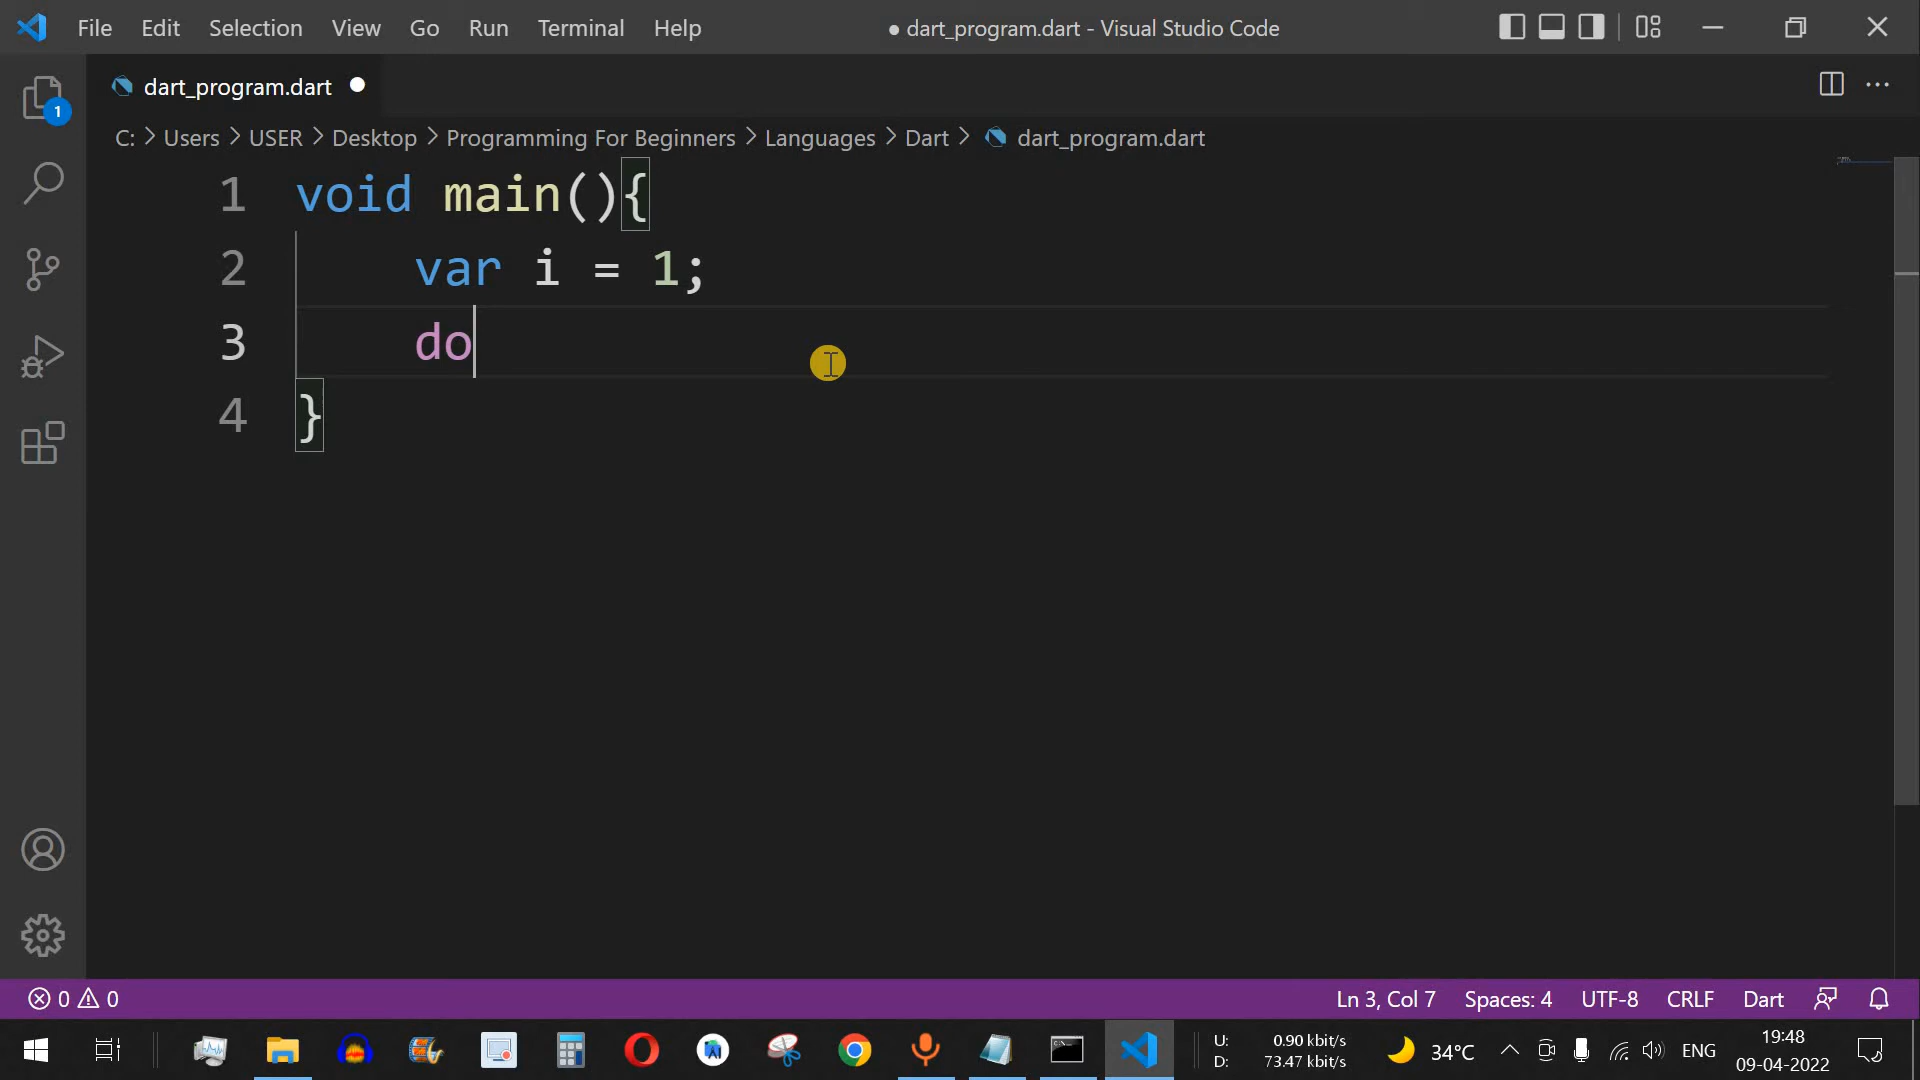 File Edit Selection View Go Run Terminal Help ● dart_program.dart - Visual Studio Code
dart_program.dart
1
C: > Users > USER > Desktop > Programming For Beginners > Languages > Dart > dart_program.dart
1 void main(){
2 var i = 1;
3 do
4 }
0 0 Ln 3, Col 7 Spaces: 4 UTF-8 CRLF Dart
U: 0.90 kbit/s
D: 73.47 kbit/s
34°C ENG
19:48
09-04-2022